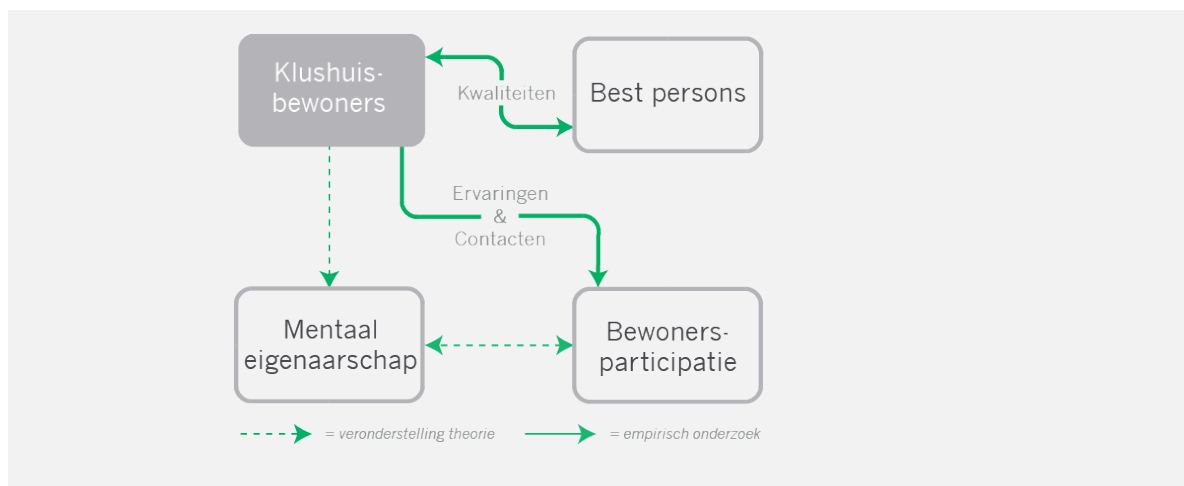 Klushuis-
bewoners
Kwaliteiten
Best persons
Ervaringen
&
Contacten
Mentaal
eigenaarschap
Bewoners-
participatie
= veronderstelling theorie
= empirisch onderzoek